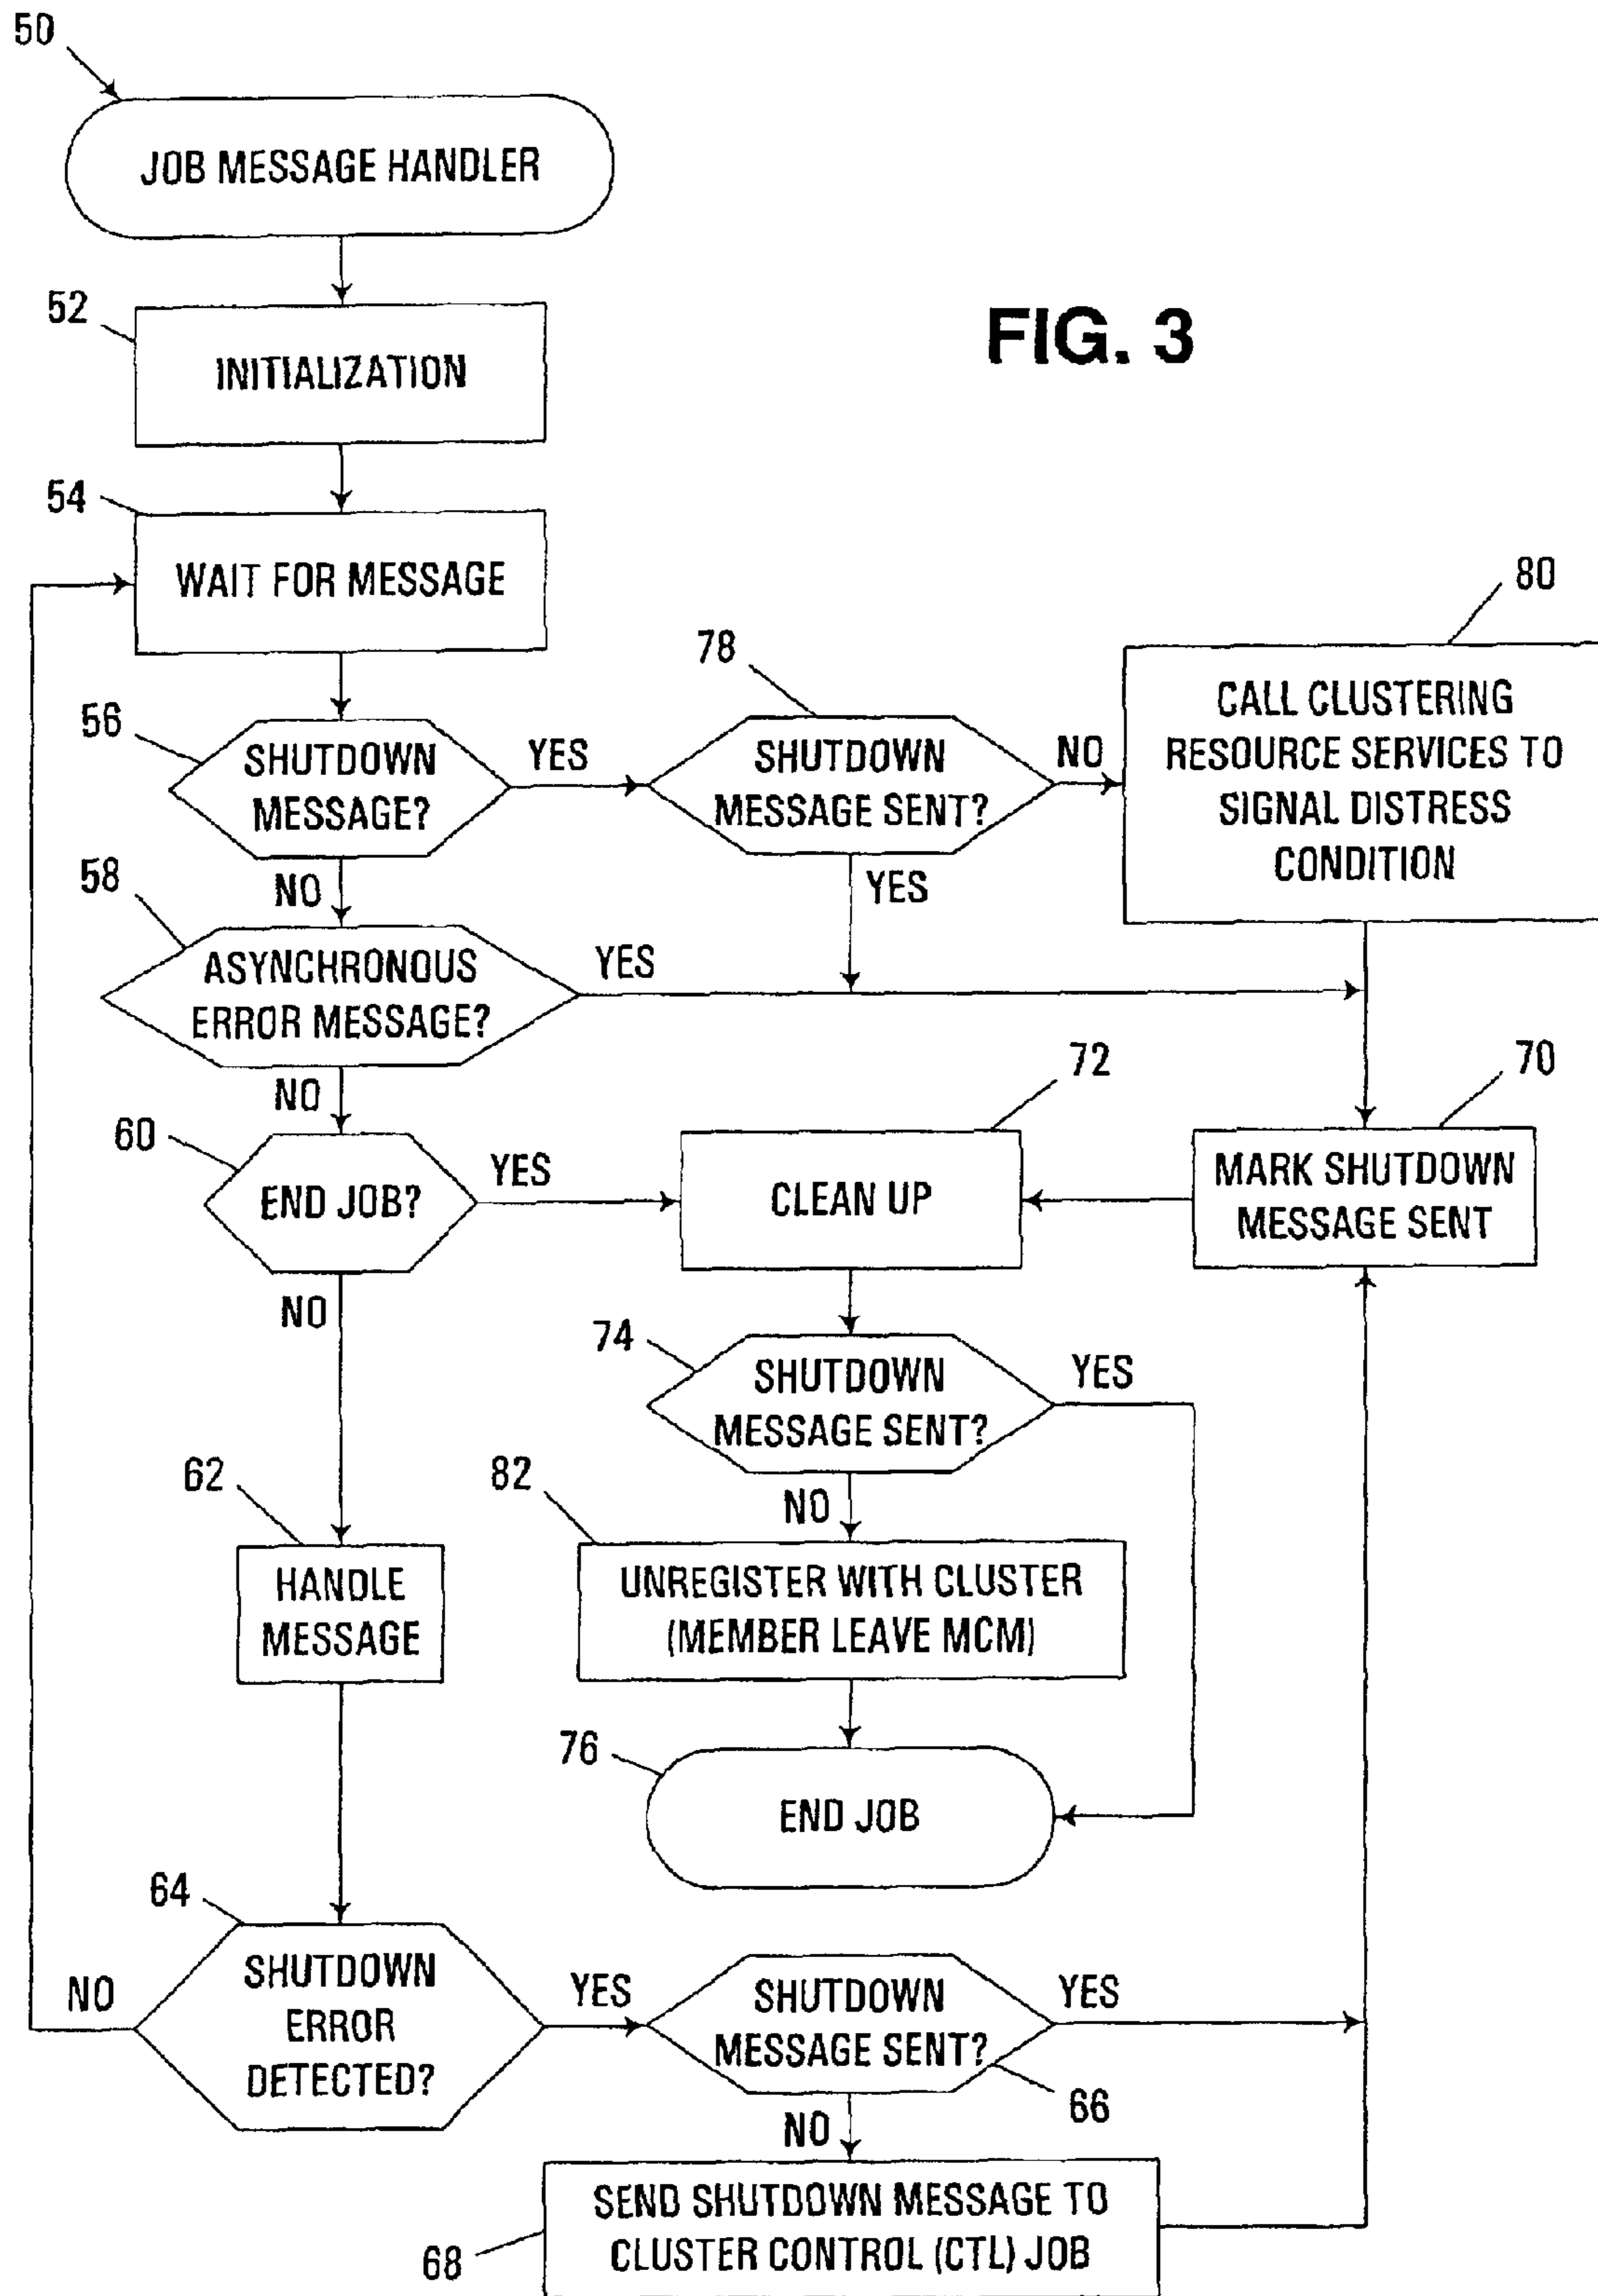 50
JOB MESSAGE HANDLER
52
INITIALIZATION
FIG. 3
54
WAIT FOR MESSAGE
56
SHUTDOWN
MESSAGE?
YES
NO
78
SHUTDOWN
MESSAGE SENT?
NO
YES
80
CALL CLUSTERING
RESOURCE SERVICES TO
SIGNAL DISTRESS
CONDITION
58
ASYNCHRONOUS
ERROR MESSAGE?
YES
NO
60
END JOB?
YES
NO
72
CLEAN UP
70
MARK SHUTDOWN
MESSAGE SENT
74
SHUTDOWN
MESSAGE SENT?
YES
NO
62
HANDLE
MESSAGE
82
UNREGISTER WITH CLUSTER
(MEMBER LEAVE MCM)
76
END JOB
64
SHUTDOWN
ERROR
DETECTED?
NO
YES
SHUTDOWN
MESSAGE SENT?
YES
66
NO
SEND SHUTDOWN MESSAGE TO
CLUSTER CONTROL (CTL) JOB
68